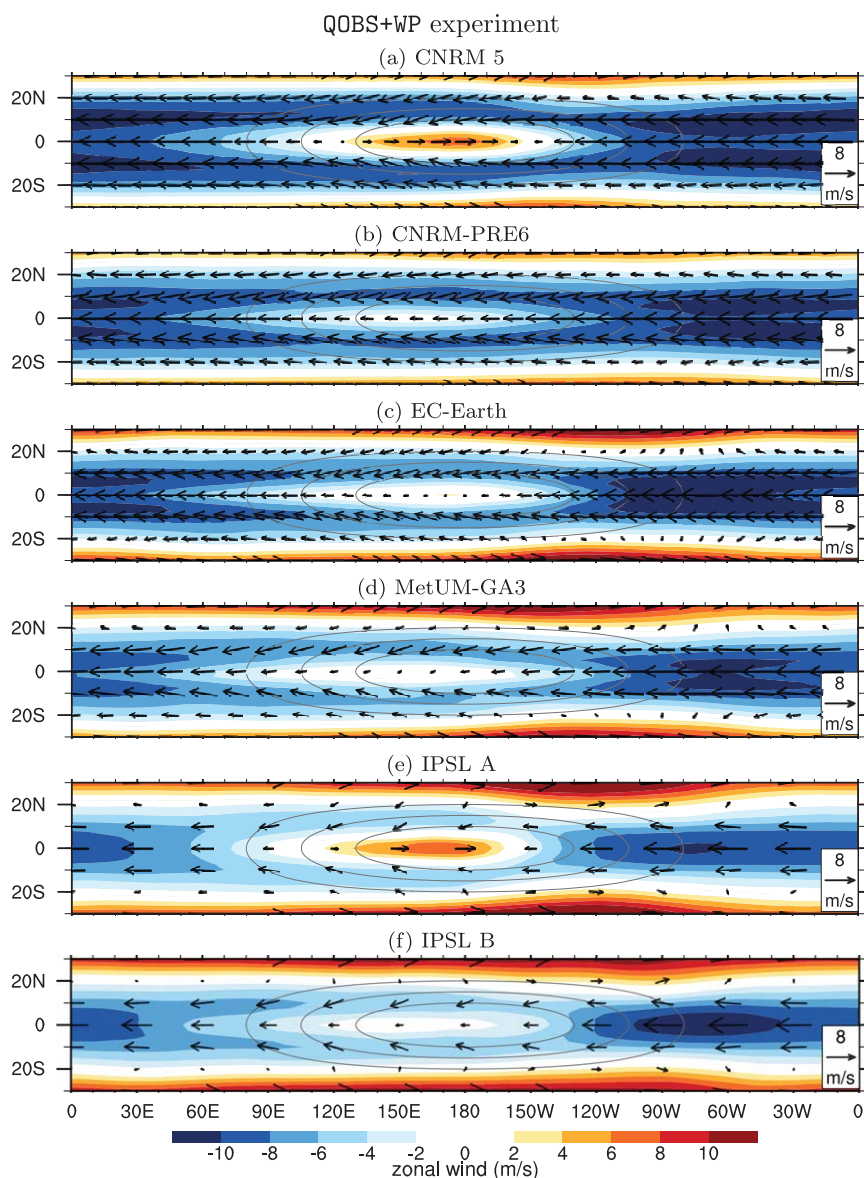 QOBS+WP experiment
(a) CNRM 5
20N
0
20S
8
m/s
(b) CNRM-PRE6
20N
0
20S
8
m/s
(c) EC-Earth
20N
0
20S
8
m/s
(d) MetUM-GA3
20N
0
20S
8
m/s
(e) IPSL A
20N
0
20S
8
m/s
(f) IPSL B
20N
0
20S
8
m/s
0 30E 60E 90E 120E 150E 180 150W 120W 90W 60W 30W 0
-10 -8 -6 -4 -2 0 2 4 6 8 10
zonal wind (m/s)